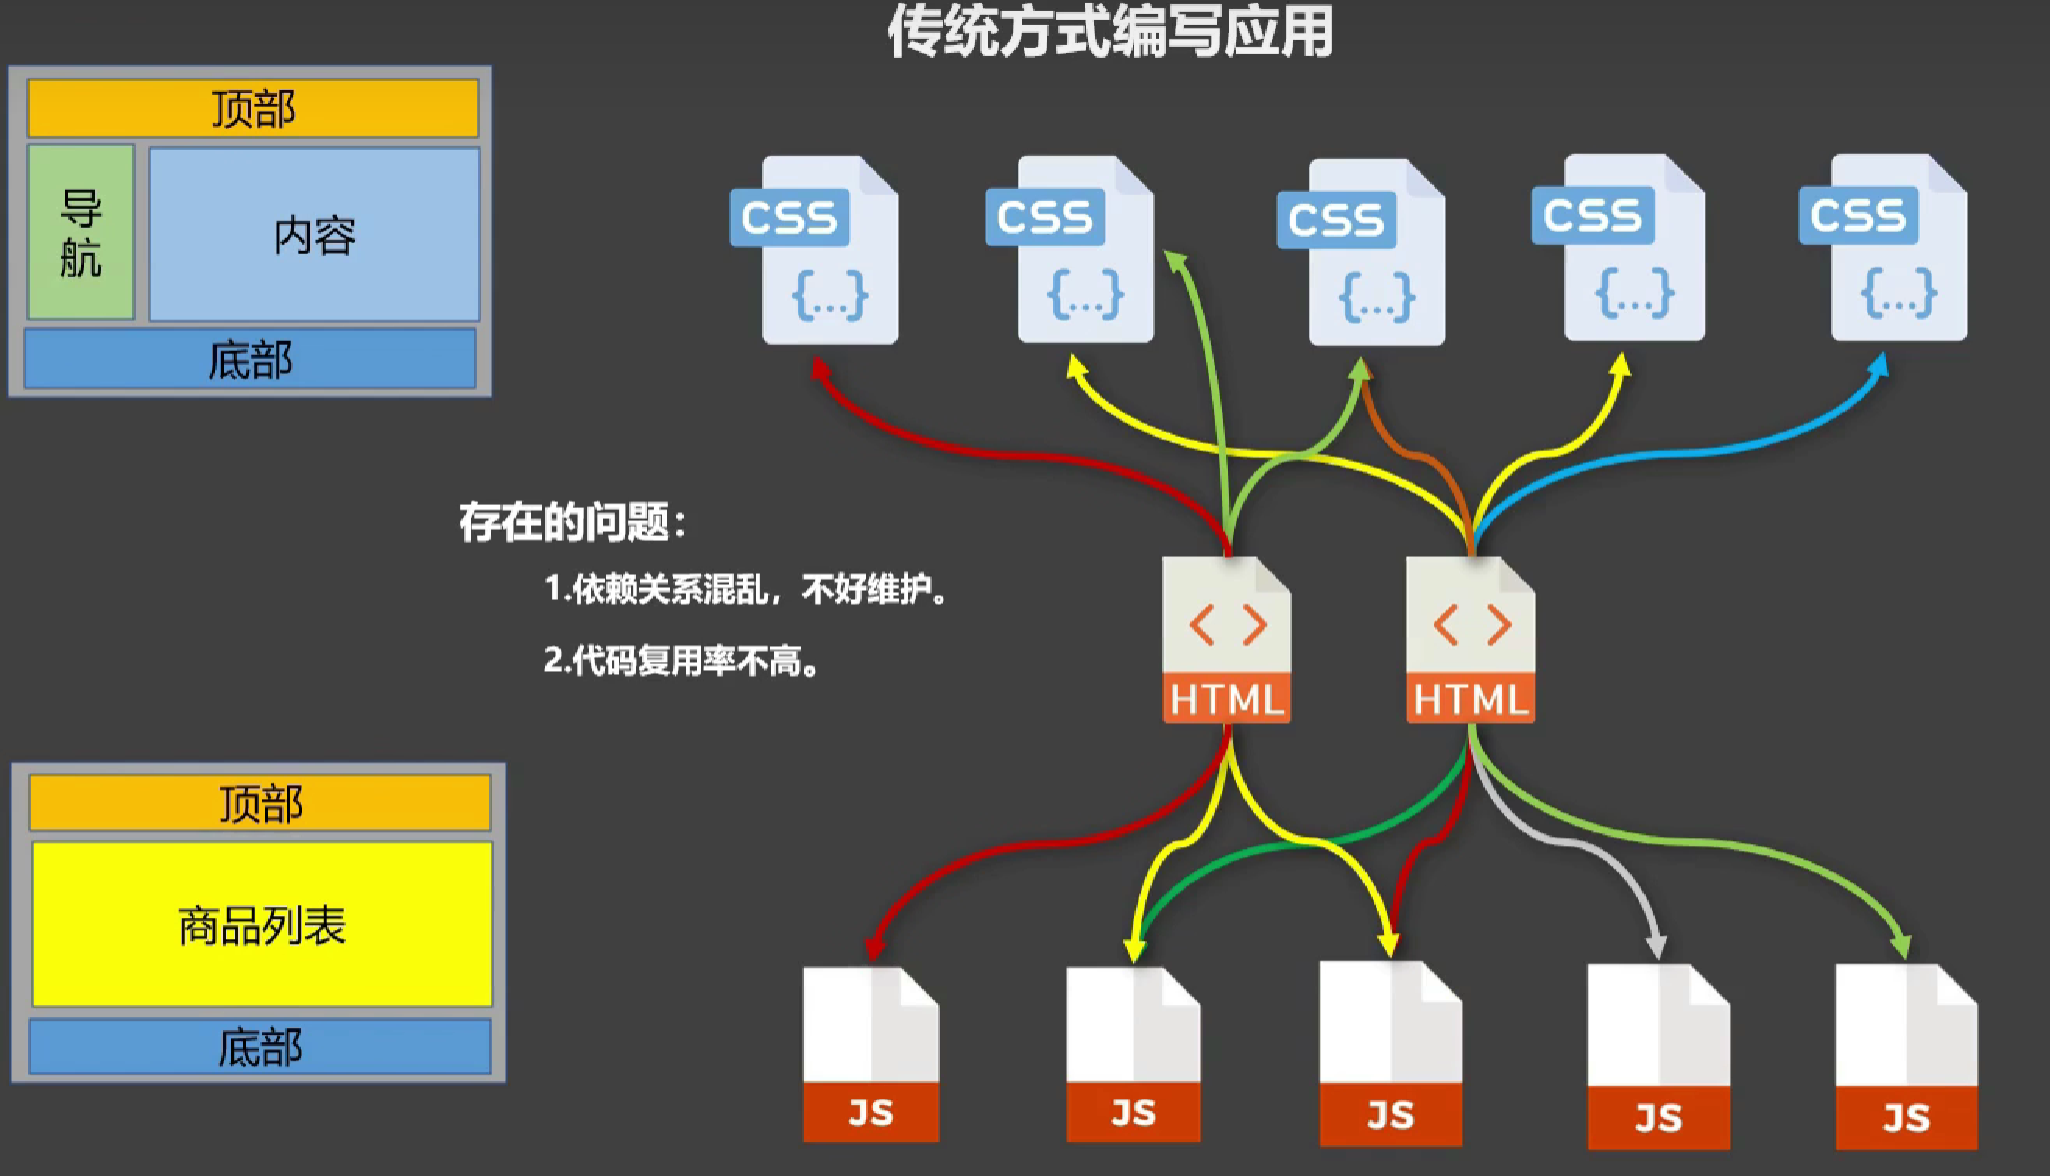 传统方式编写应用
顶部
导
航
内容
底部
CSS
{...}
CSS
{...}
CSS
{...}
CSS
{...}
CSS
{...}
存在的问题：
1.依赖关系混乱，不好维护。
2.代码复用率不高。
< >
HTML
< >
HTML
顶部
商品列表
底部
JS
JS
JS
JS
JS